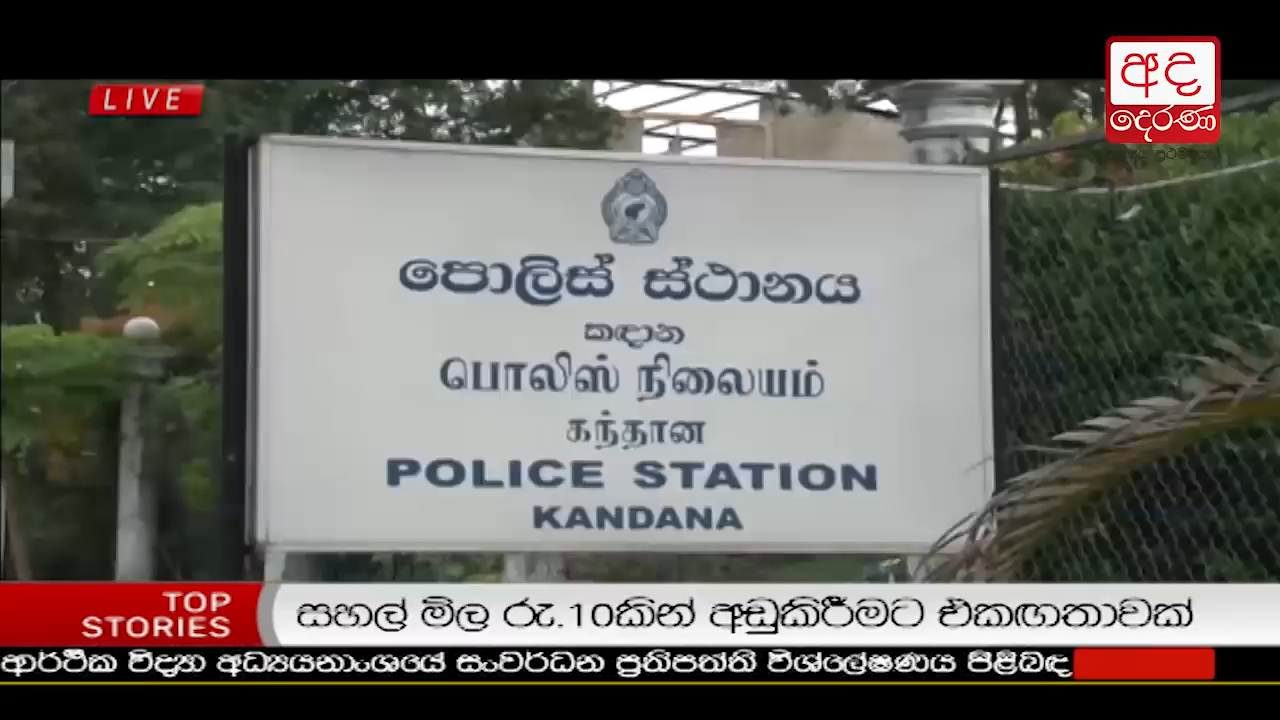 LIVE
අද
දෙරණ
පොලිස් ස්ථානය
කඳාන
பொலிஸ் நிலையம்
கந்தான
POLICE STATION
KANDANA
TOP
STORIES
සහල් මිල රු.10කින් අඩුකිරීමට එකඟතාවක්
ආර්ථික විද්‍යා අධ්‍යයනාංශයේ සංවර්ධන ප්‍රතිපත්ති විශ්ලේෂණය පිළිබඳ